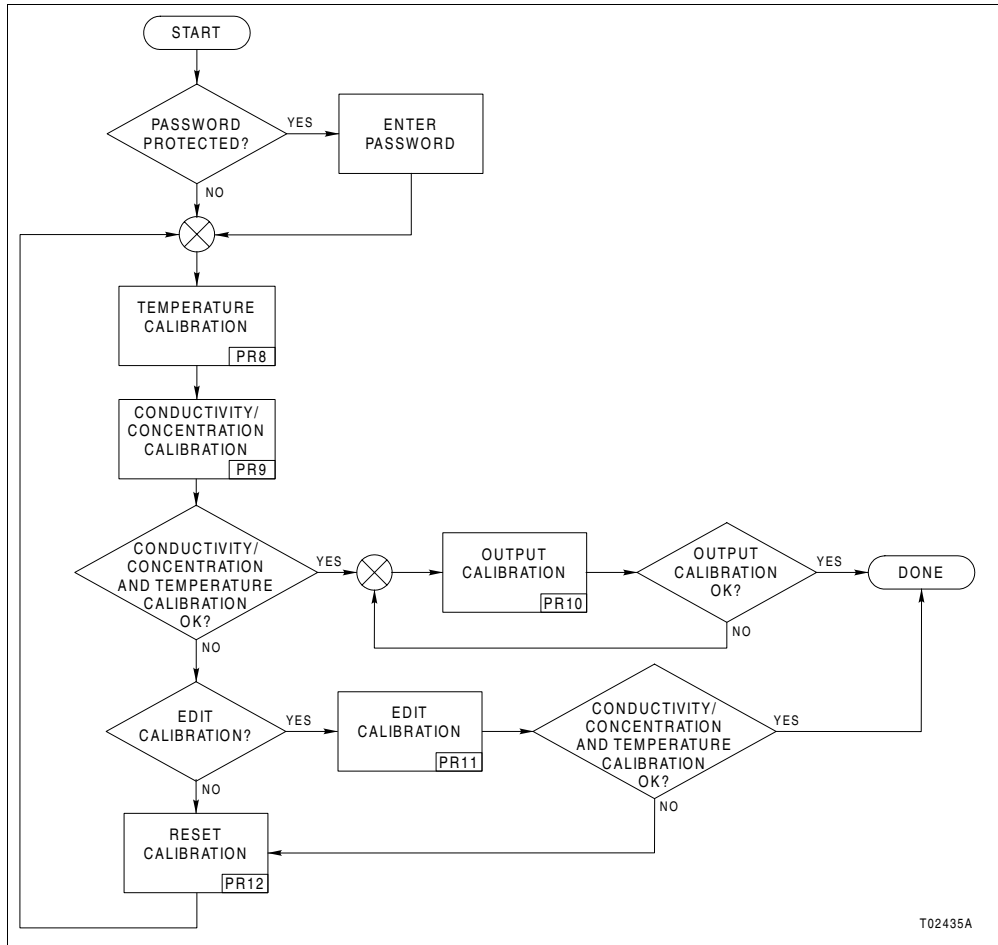 START
PASSWORD
PROTECTED?
YES
ENTER
PASSWORD
NO
TEMPERATURE
CALIBRATION
PR8
CONDUCTIVITY/
CONCENTRATION
CALIBRATION
PR9
CONDUCTIVITY/
CONCENTRATION
AND TEMPERATURE
CALIBRATION
OK?
YES
OUTPUT
CALIBRATION
PR10
OUTPUT
CALIBRATION
OK?
YES
DONE
NO
NO
EDIT
CALIBRATION?
YES
EDIT
CALIBRATION
PR11
CONDUCTIVITY/
CONCENTRATION
AND TEMPERATURE
CALIBRATION
OK?
YES
NO
NO
RESET
CALIBRATION
PR12
T02435A